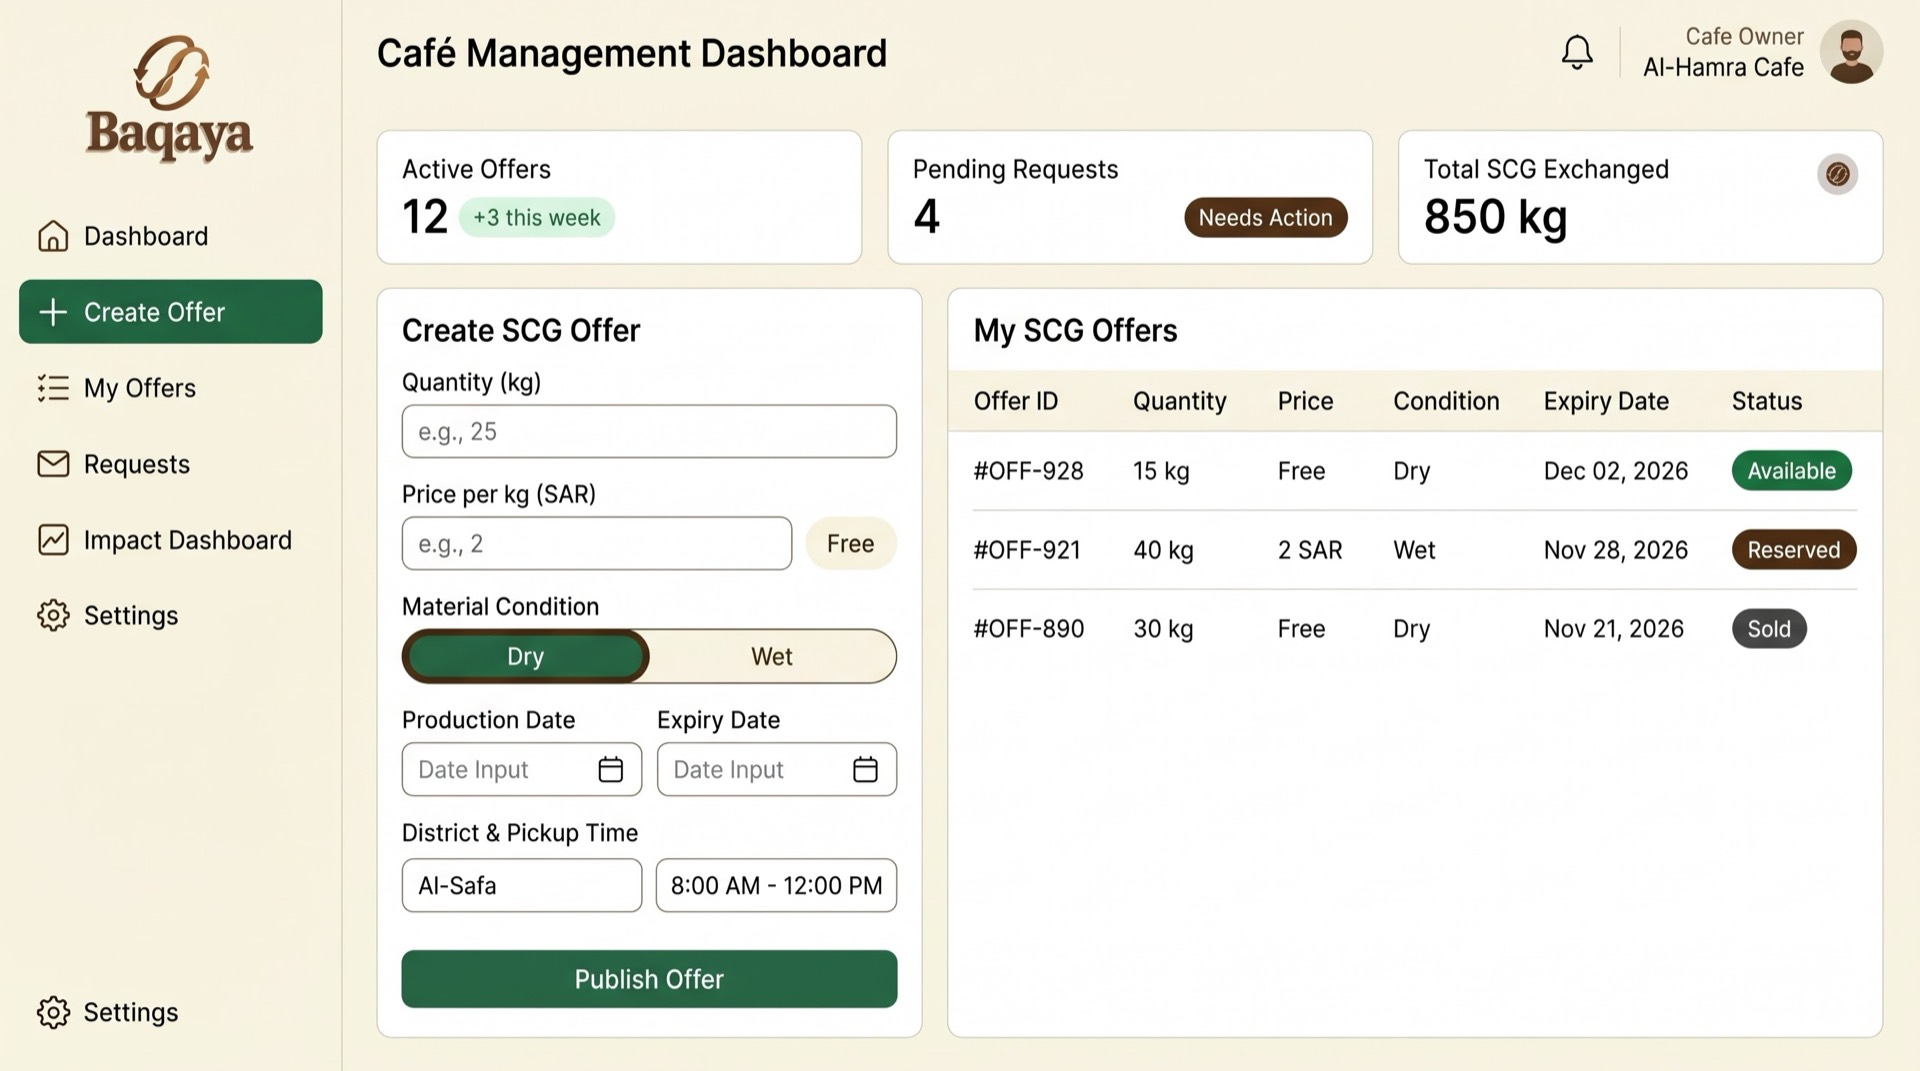 Baqaya
Dashboard
Create Offer
My Offers
Requests
Impact Dashboard
Settings
Settings
Café Management Dashboard
Cafe Owner
Al-Hamra Cafe
Active Offers
12 +3 this week
Pending Requests
4 Needs Action
Total SCG Exchanged
850 kg
Create SCG Offer
Quantity (kg)
e.g., 25
Price per kg (SAR)
e.g., 2 Free
Material Condition
Dry Wet
Production Date Expiry Date
Date Input Date Input
District & Pickup Time
Al-Safa 8:00 AM - 12:00 PM
Publish Offer
My SCG Offers
Offer ID Quantity Price Condition Expiry Date Status
#OFF-928 15 kg Free Dry Dec 02, 2026 Available
#OFF-921 40 kg 2 SAR Wet Nov 28, 2026 Reserved
#OFF-890 30 kg Free Dry Nov 21, 2026 Sold